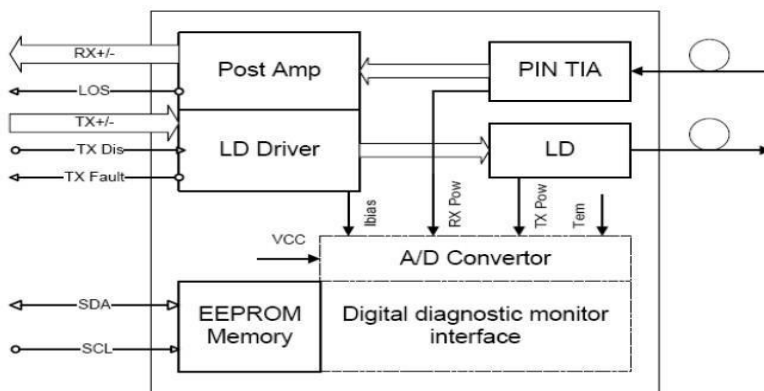 RX+/-
Post Amp
PIN TIA
LOS
TX+/-
TX Dis
LD Driver
LD
TX Fault
Ibias
RX Pow
TX Pow
Tem
VCC
A/D Convertor
SDA
EEPROM
Memory
Digital diagnostic monitor
interface
SCL